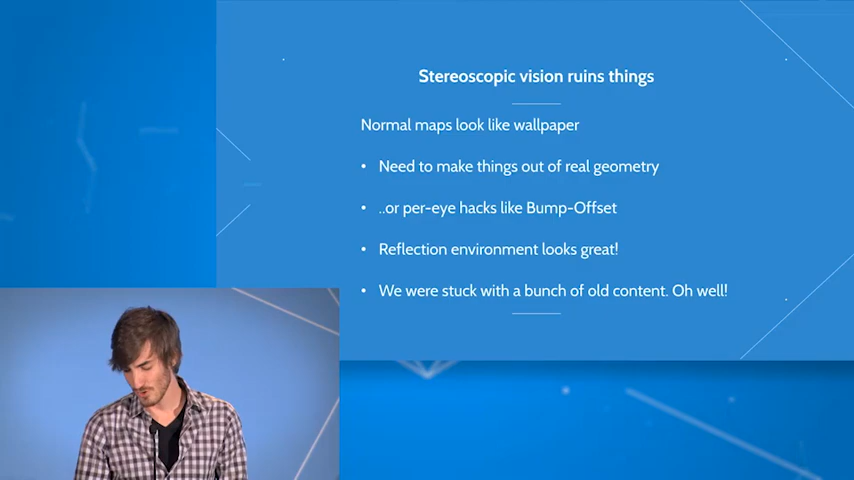 Stereoscopic vision ruins things
Normal maps look like wallpaper
• Need to make things out of real geometry
• ..or per-eye hacks like Bump-Offset
• Reflection environment looks great!
• We were stuck with a bunch of old content. Oh well!